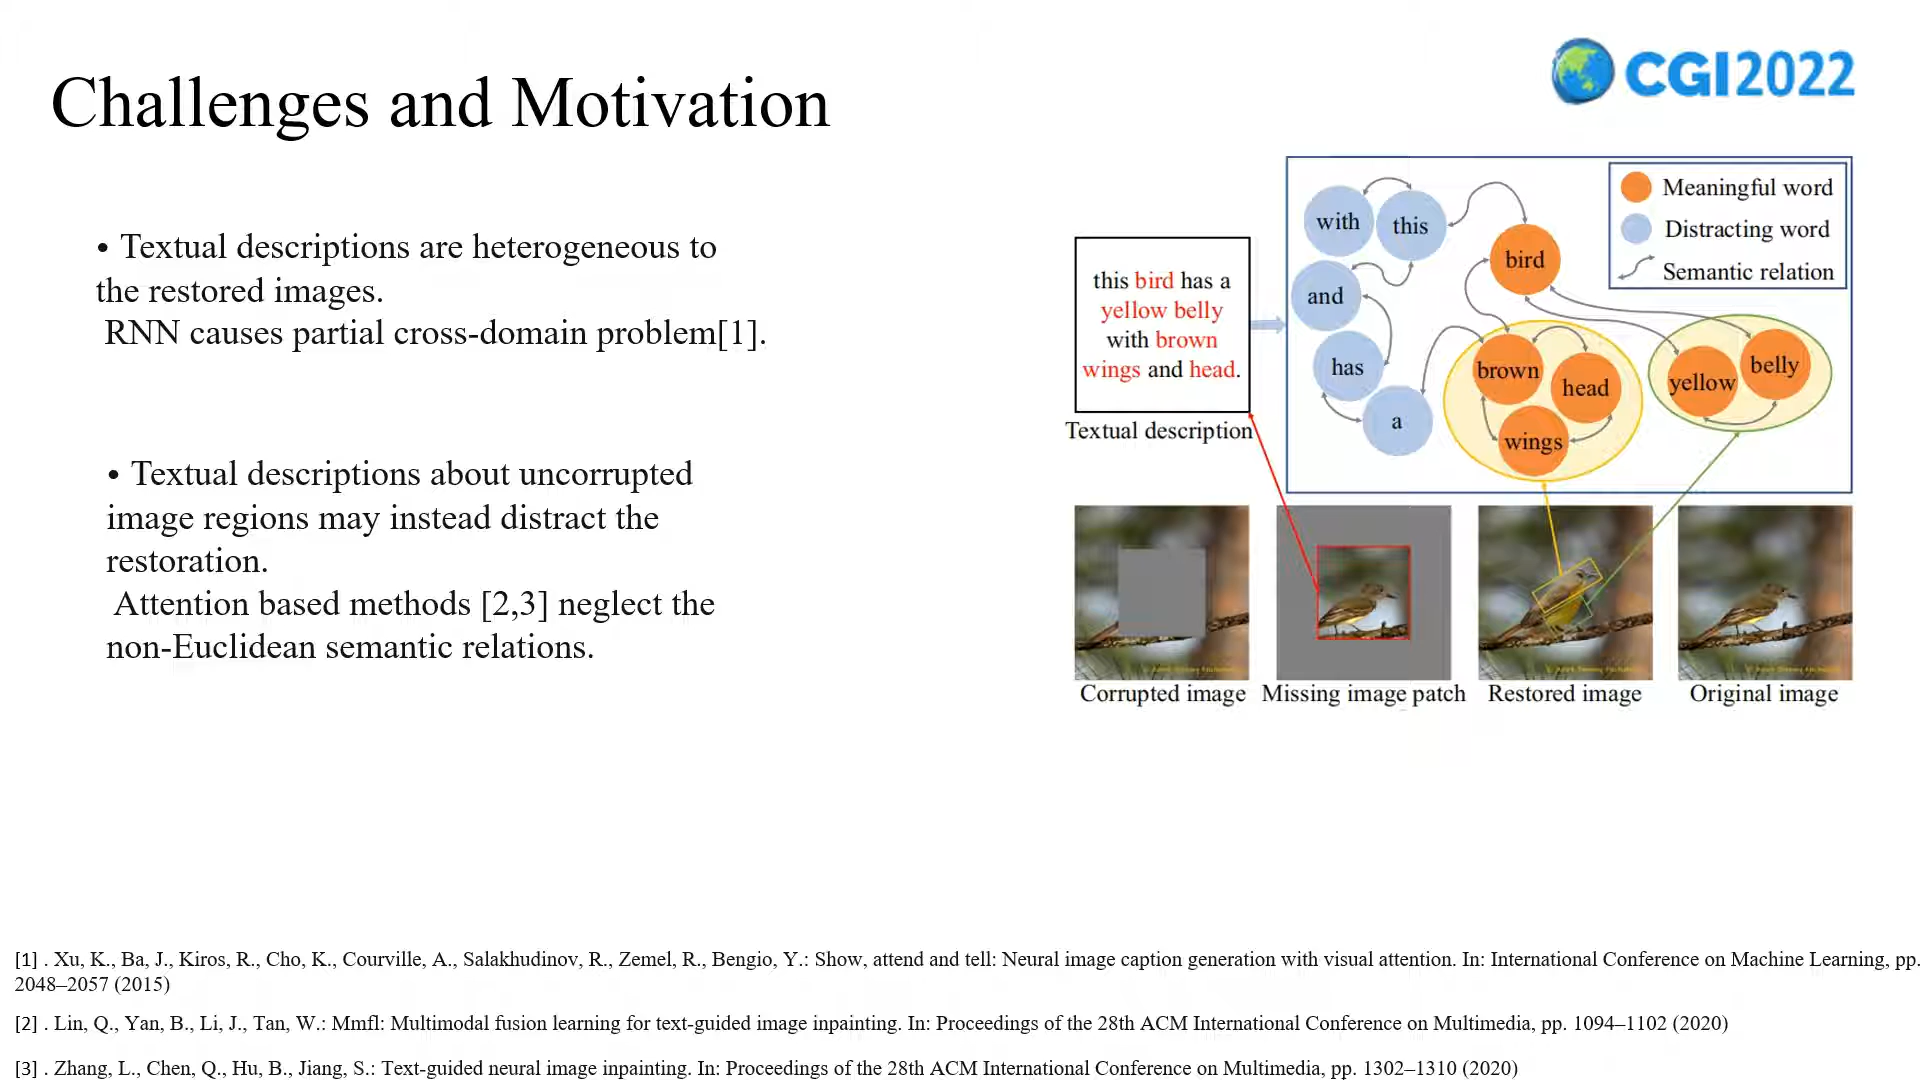 Challenges and Motivation
CGI2022
• Textual descriptions are heterogeneous to
the restored images.
RNN causes partial cross-domain problem[1].
• Textual descriptions about uncorrupted
image regions may instead distract the
restoration.
Attention based methods [2,3] neglect the
non-Euclidean semantic relations.
this bird has a
yellow belly
with brown
wings and head.
Textual description
with
this
and
has
a
bird
brown
head
wings
yellow
belly
Meaningful word
Distracting word
Semantic relation
Corrupted image
Missing image patch
Restored image
Original image
[1] . Xu, K., Ba, J., Kiros, R., Cho, K., Courville, A., Salakhudinov, R., Zemel, R., Bengio, Y.: Show, attend and tell: Neural image caption generation with visual attention. In: International Conference on Machine Learning, pp.
2048–2057 (2015)
[2] . Lin, Q., Yan, B., Li, J., Tan, W.: Mmfl: Multimodal fusion learning for text-guided image inpainting. In: Proceedings of the 28th ACM International Conference on Multimedia, pp. 1094–1102 (2020)
[3] . Zhang, L., Chen, Q., Hu, B., Jiang, S.: Text-guided neural image inpainting. In: Proceedings of the 28th ACM International Conference on Multimedia, pp. 1302–1310 (2020)